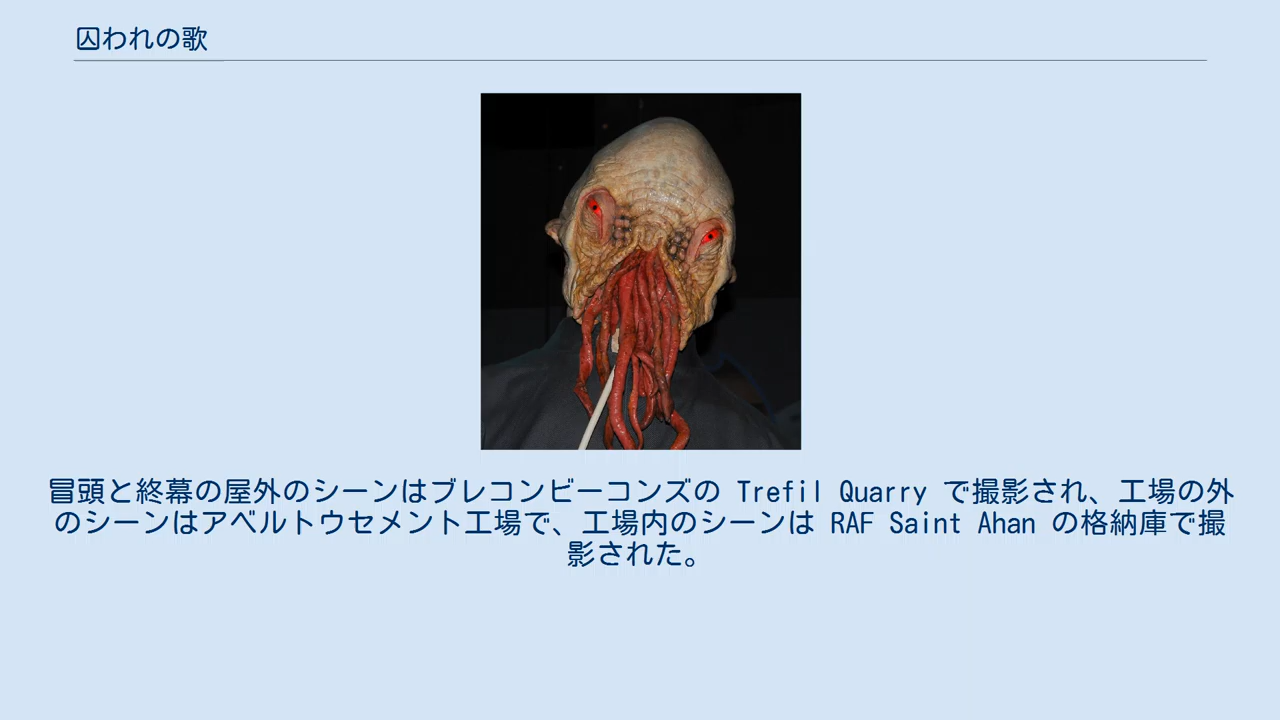 囚われの歌
冒頭と終幕の屋外のシーンはブレコンビーコンズの Trefil Quarry で撮影され、工場の外
のシーンはアベルトウセメント工場で、工場内のシーンは RAF Saint Ahan の格納庫で撮
影された。